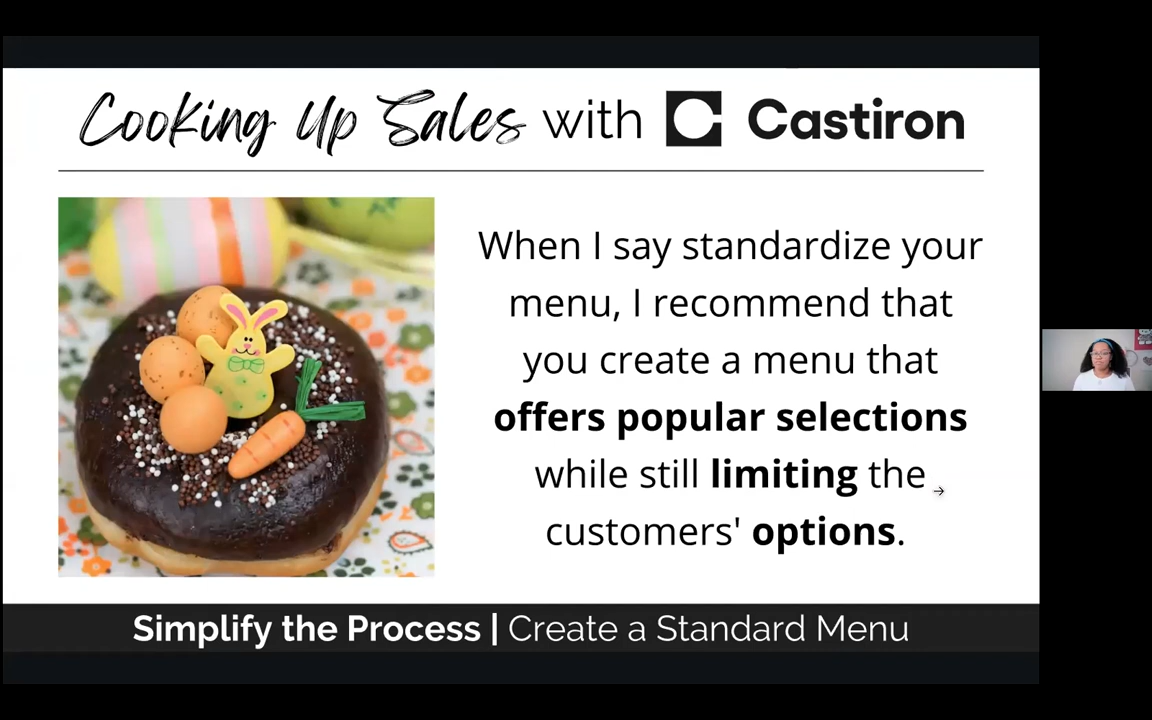 Cooking Up Sales with Castiron
When I say standardize your
menu, I recommend that
you create a menu that
offers popular selections
while still limiting the
customers' options.
Simplify the Process | Create a Standard Menu